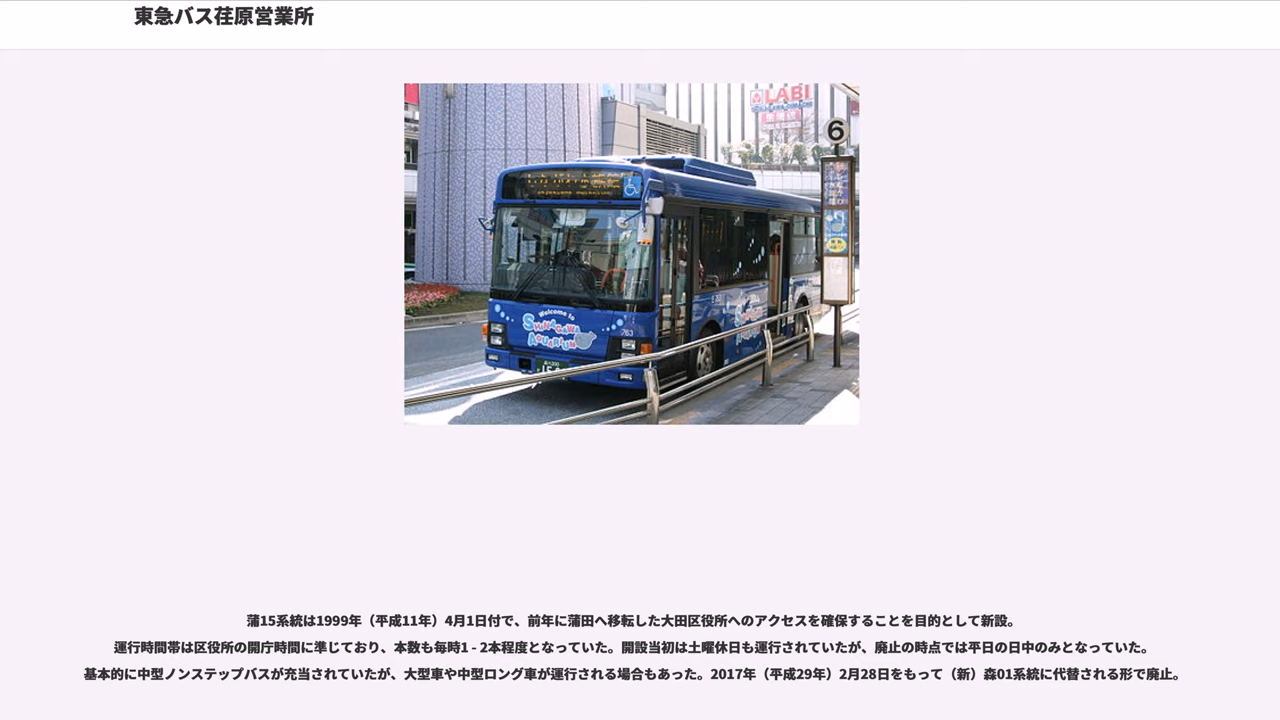 東急バス荏原営業所
LABI
6
Welcome to
SHINAGAWA
AQUARIUM
763
蒲15系統は1999年（平成11年）4月1日付で、前年に蒲田へ移転した大田区役所へのアクセスを確保することを目的として新設。
運行時間帯は区役所の開庁時間に準じており、本数も毎時1 - 2本程度となっていた。開設当初は土曜休日も運行されていたが、廃止の時点では平日の日中のみとなっていた。
基本的に中型ノンステップバスが充当されていたが、大型車や中型ロング車が運行される場合もあった。2017年（平成29年）2月28日をもって（新）森01系統に代替される形で廃止。